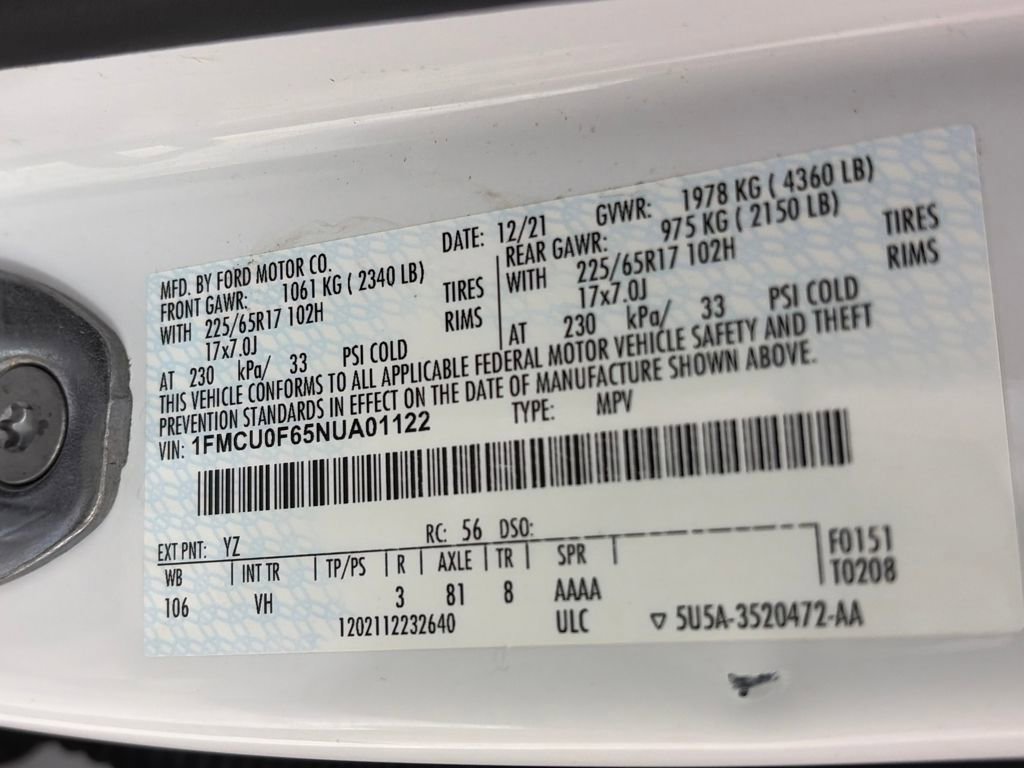 MFD. BY FORD MOTOR CO. DATE: 12/21 GVWR: 1978 KG ( 4360 LB)
FRONT GAWR: 1061 KG ( 2340 LB) REAR GAWR: 975 KG ( 2150 LB)
WITH 225/65R17 102H TIRES WITH 225/65R17 102H TIRES
17x7.0J RIMS 17x7.0J RIMS
AT 230 kPa/ 33 PSI COLD AT 230 kPa/ 33 PSI COLD
THIS VEHICLE CONFORMS TO ALL APPLICABLE FEDERAL MOTOR VEHICLE SAFETY AND THEFT
PREVENTION STANDARDS IN EFFECT ON THE DATE OF MANUFACTURE SHOWN ABOVE.
VIN: 1FMCU0F65NUA01122 TYPE: MPV
EXT PNT: YZ RC: 56 DSO: F0151
WB INT TR TP/PS R AXLE TR SPR T0208
106 VH 3 81 8 AAAA
1202112232640 ULC ▽ 5U5A-3520472-AA